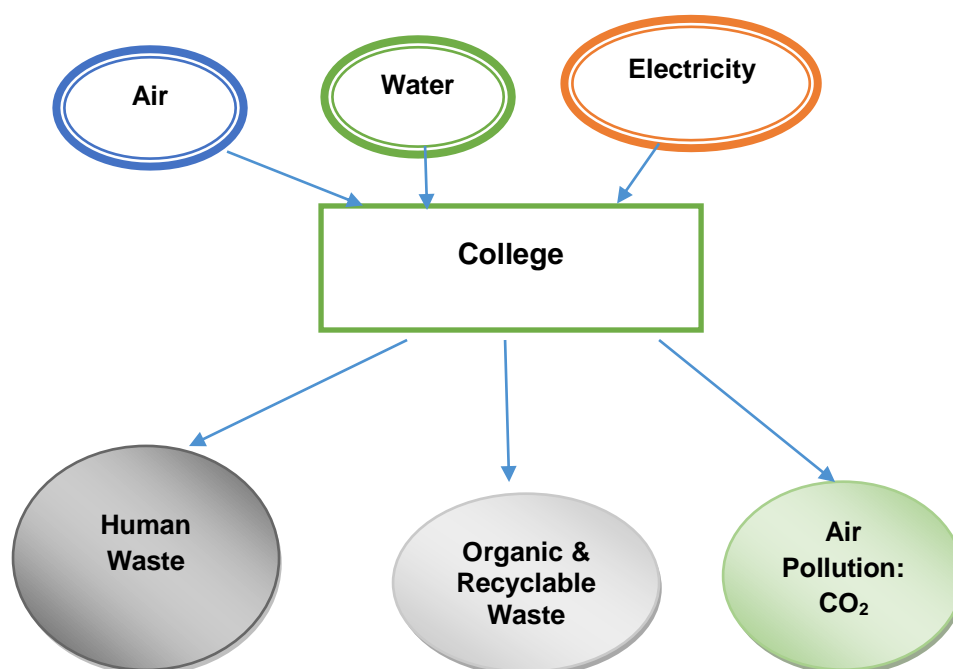 Air
Water
Electricity
College
Human
Waste
Organic &
Recyclable
Waste
Air
Pollution:
CO₂